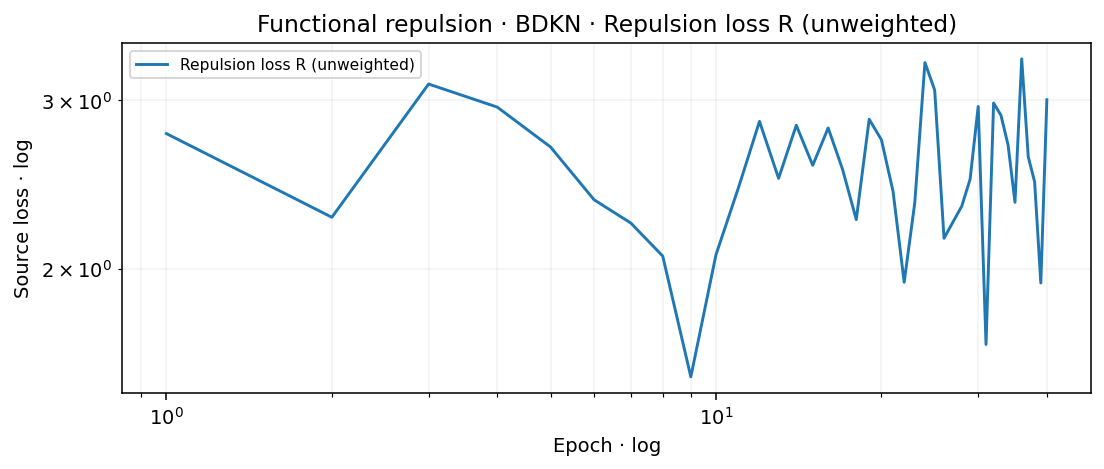 Functional repulsion · BDKN · Repulsion loss R (unweighted)
Repulsion loss R (unweighted)
Source loss · log
3 × 10⁰
2 × 10⁰
10⁰ 10¹
Epoch · log